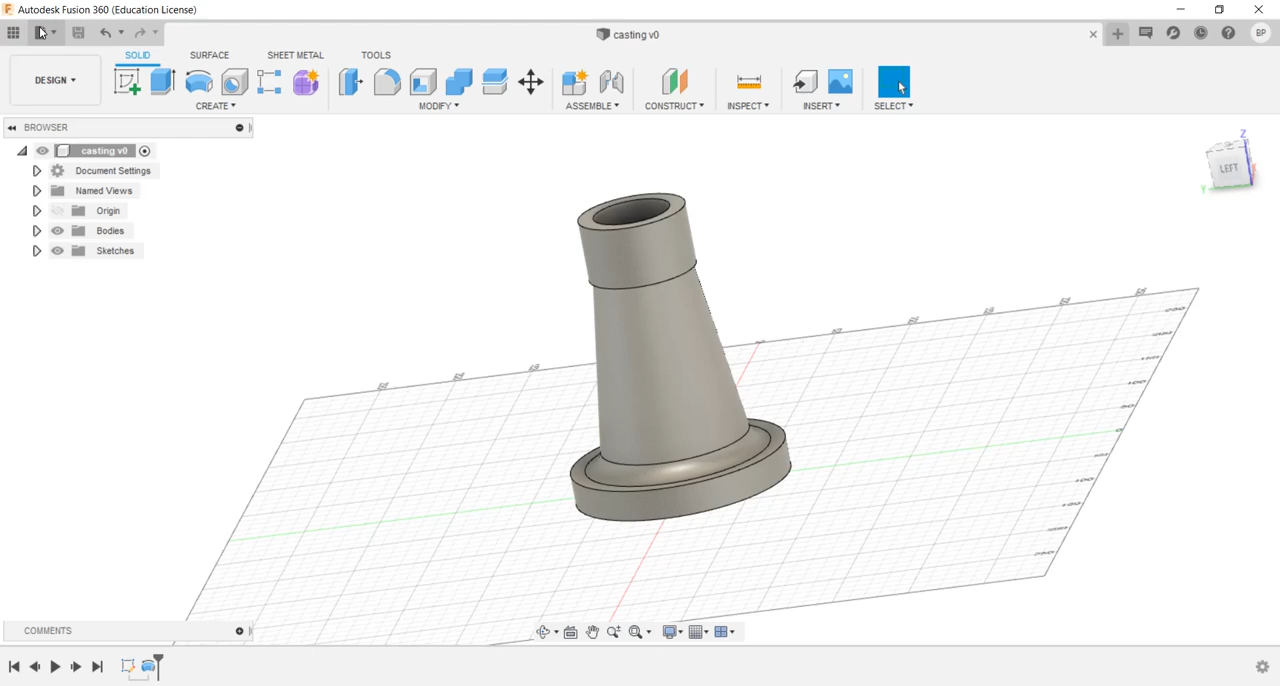 Autodesk Fusion 360 (Education License)
casting v0
BP
DESIGN
SOLID
SURFACE
SHEET METAL
TOOLS
CREATE
MODIFY
ASSEMBLE
CONSTRUCT
INSPECT
INSERT
SELECT
BROWSER
casting v0
Document Settings
Named Views
Origin
Bodies
Sketches
Z
LEFT
Y
COMMENTS